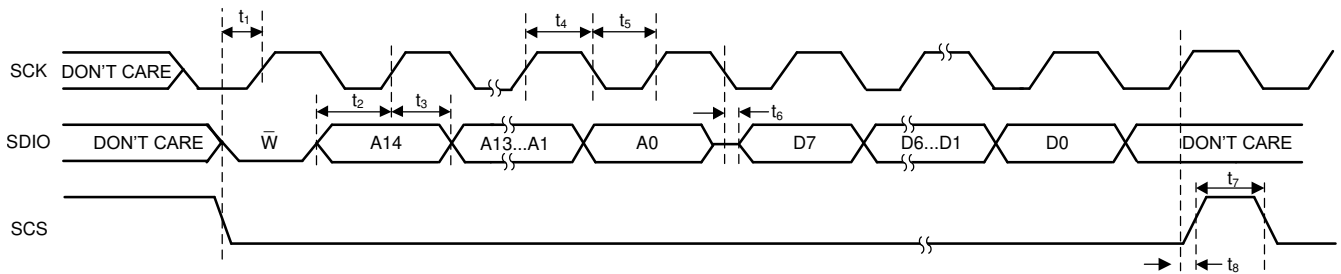 t1 t4 t5
SCK DON'T CARE
t2 t3 t6
SDIO DON'T CARE W̅ A14 A13...A1 A0 D7 D6...D1 D0 DON'T CARE
t7
SCS
t8